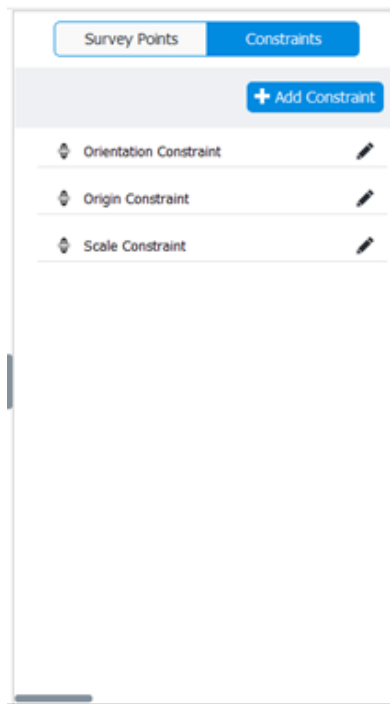 Survey Points
Constraints
Add Constraint
Orientation Constraint
Origin Constraint
Scale Constraint